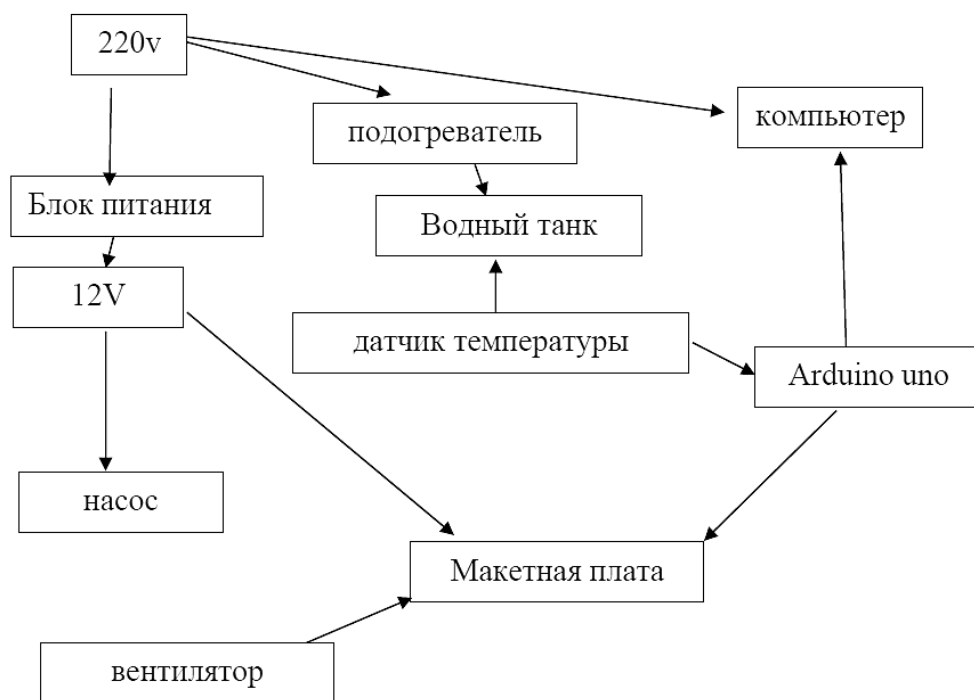 220v
подогреватель
компьютер
Блок питания
Водный танк
12V
датчик температуры
Arduino uno
насос
Макетная плата
вентилятор